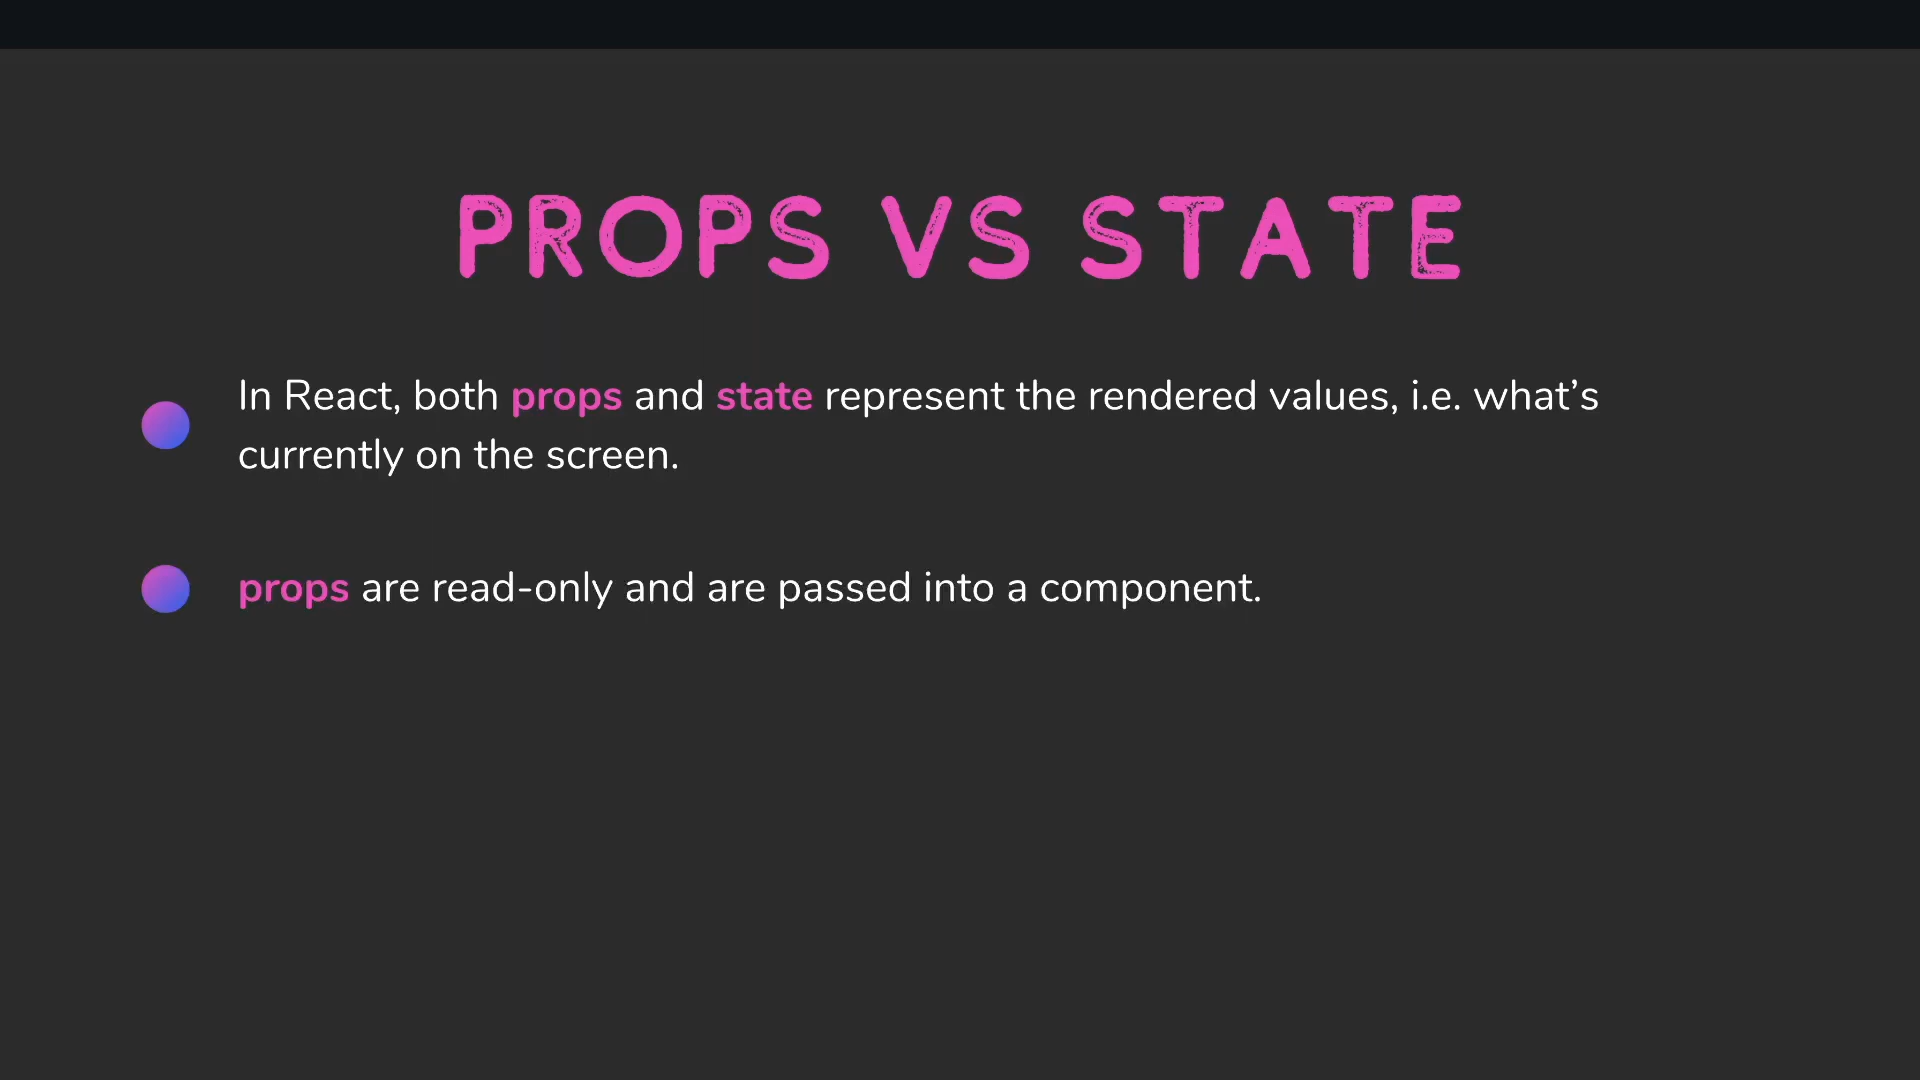 PROPS VS STATE
In React, both props and state represent the rendered values, i.e. what’s
currently on the screen.
props are read-only and are passed into a component.